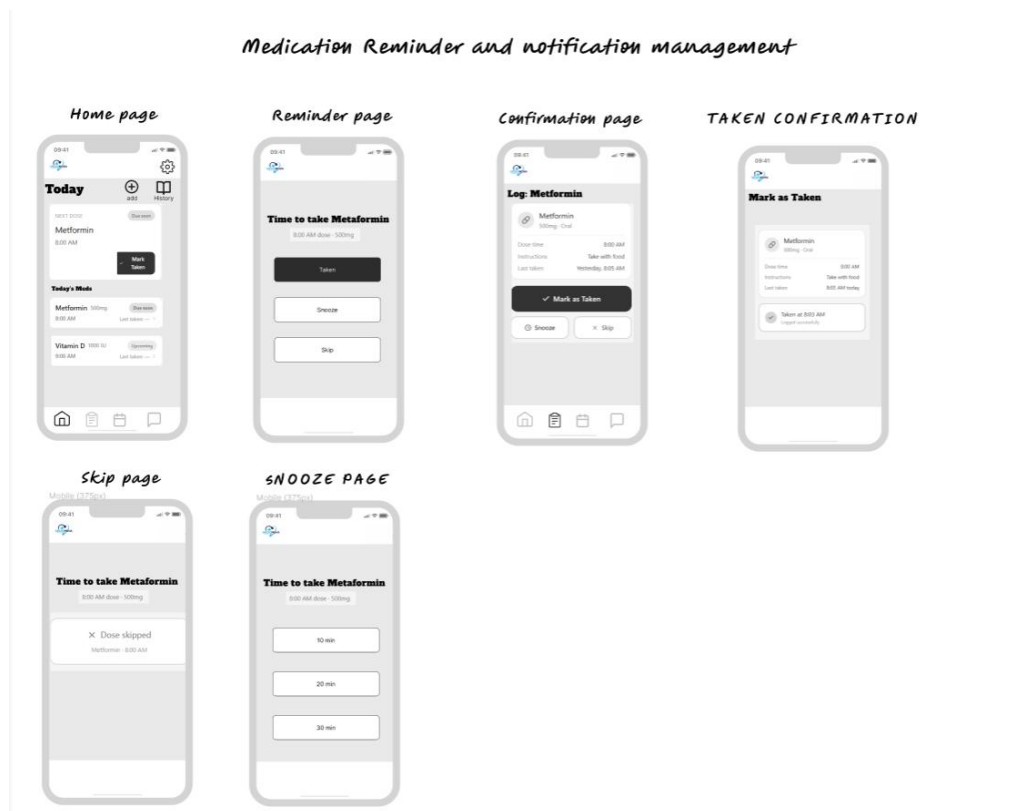 Medication Reminder and notification management
Home page
09:41
Today
add
History
NEXT DOSE
Due soon
Metformin
8:00 AM
Mark
Taken
Today's Meds
Metformin 500mg
Due soon
8:00 AM
Last taken —
Vitamin D 1000 IU
Upcoming
8:00 AM
Last taken —
Reminder page
09:41
Time to take Metaformin
8:00 AM dose - 500mg
Taken
Snooze
Skip
Confirmation page
09:41
Log: Metformin
Metformin
500mg · Oral
Dose time 8:00 AM
Instructions Take with food
Last taken Yesterday, 8:05 AM
Mark as Taken
Snooze
Skip
TAKEN CONFIRMATION
09:41
Mark as Taken
Metformin
500mg · Oral
Dose time 8:00 AM
Instructions Take with food
Last taken 8:05 AM today
Taken at 8:05 AM
Logged successfully
Skip page
Mobile (375px)
09:41
Time to take Metaformin
8:00 AM dose - 500mg
Dose skipped
Metformin - 8:00 AM
SNOOZE PAGE
Mobile (375px)
09:41
Time to take Metaformin
8:00 AM dose - 500mg
10 min
20 min
30 min